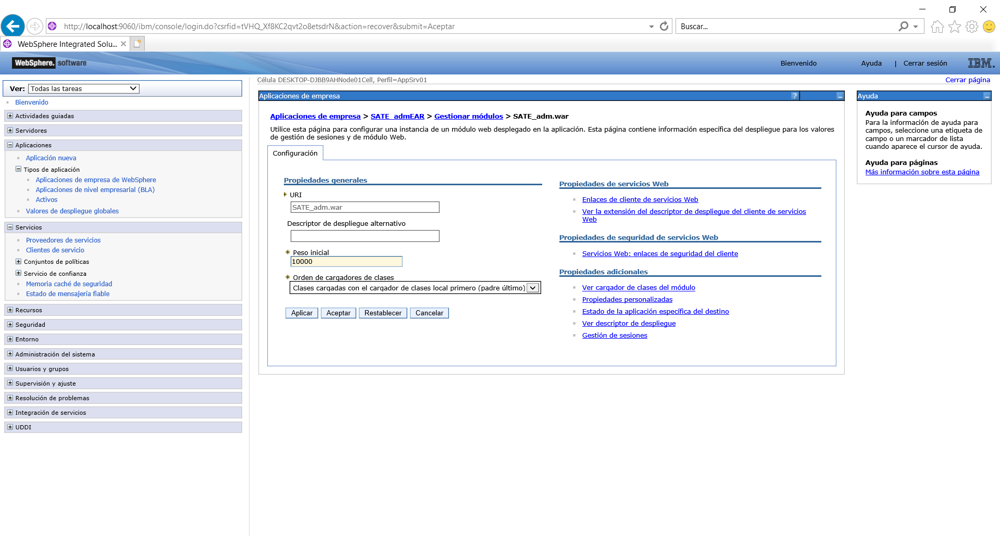 http://localhost:9060/ibm/console/login.do?csrfid=tVHQ_Xf8KC2qvt2o8etsdrN&action=recover&submit=Aceptar
Buscar...
WebSphere Integrated Solu...
WebSphere. software
Bienvenido
Ayuda
| Cerrar sesión
IBM.
Ver: Todas las tareas
Bienvenido
Actividades guiadas
Servidores
Aplicaciones
Aplicación nueva
Tipos de aplicación
Aplicaciones de empresa de WebSphere
Aplicaciones de nivel empresarial (BLA)
Activos
Valores de despliegue globales
Servicios
Proveedores de servicios
Clientes de servicio
Conjuntos de políticas
Servicio de confianza
Memoria caché de seguridad
Estado de mensajería fiable
Recursos
Seguridad
Entorno
Administración del sistema
Usuarios y grupos
Supervisión y ajuste
Resolución de problemas
Integración de servicios
UDDI
Célula DESKTOP-DJBB9AHNode01Cell, Perfil=AppSrv01
Cerrar página
Aplicaciones de empresa
?
Aplicaciones de empresa > SATE_admEAR > Gestionar módulos > SATE_adm.war
Utilice esta página para configurar una instancia de un módulo web desplegado en la aplicación. Esta página contiene información específica del despliegue para los valores
de gestión de sesiones y de módulo Web.
Configuración
Propiedades generales
URI
SATE_adm.war
Descriptor de despliegue alternativo
Peso inicial
10000
Orden de cargadores de clases
Clases cargadas con el cargador de clases local primero (padre último)
Aplicar
Aceptar
Restablecer
Cancelar
Propiedades de servicios Web
Enlaces de cliente de servicios Web
Ver la extensión del descriptor de despliegue del cliente de servicios
Web
Propiedades de seguridad de servicios Web
Servicios Web: enlaces de seguridad del cliente
Propiedades adicionales
Ver cargador de clases del módulo
Propiedades personalizadas
Estado de la aplicación específica del destino
Ver descriptor de despliegue
Gestión de sesiones
Ayuda
Ayuda para campos
Para la información de ayuda para
campos, seleccione una etiqueta de
campo o un marcador de lista
cuando aparece el cursor de ayuda.
Ayuda para páginas
Más información sobre esta página